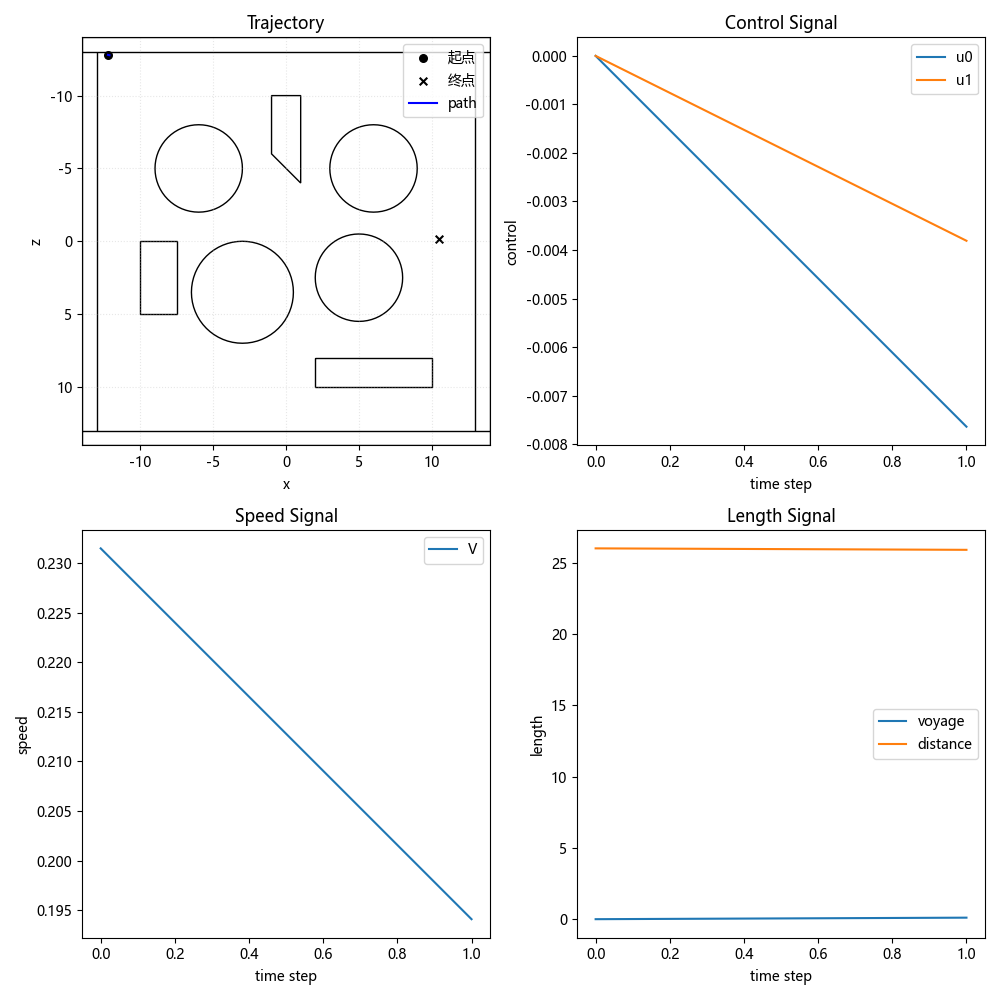 Trajectory
起点
终点
path
-10
-5
0
5
10
z
-10
-5
0
5
10
x
Control Signal
u0
u1
0.000
-0.001
-0.002
-0.003
-0.004
-0.005
-0.006
-0.007
-0.008
control
0.0
0.2
0.4
0.6
0.8
1.0
time step
Speed Signal
V
0.230
0.225
0.220
0.215
0.210
0.205
0.200
0.195
speed
0.0
0.2
0.4
0.6
0.8
1.0
time step
Length Signal
25
20
15
10
5
0
length
voyage
distance
0.0
0.2
0.4
0.6
0.8
1.0
time step